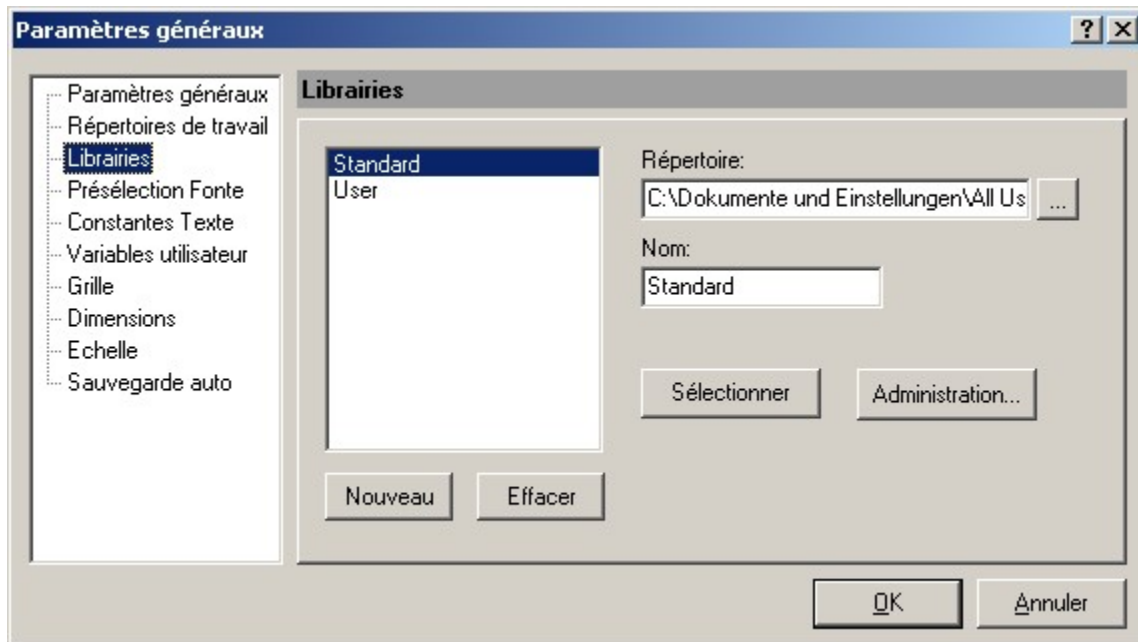 Paramètres généraux
Paramètres généraux
Répertoires de travail
Librairies
Présélection Fonte
Constantes Texte
Variables utilisateur
Grille
Dimensions
Echelle
Sauvegarde auto
Librairies
Standard
User
Nouveau
Effacer
Répertoire:
C:\Dokumente und Einstellungen\All Us
...
Nom:
Standard
Sélectionner
Administration...
OK
Annuler